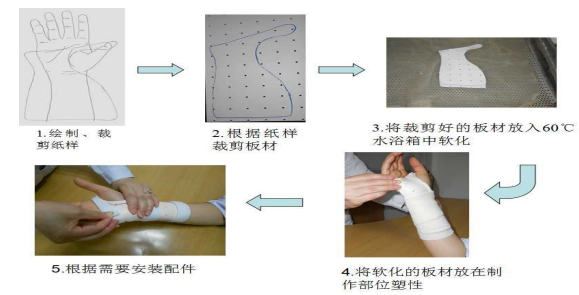 1.绘制、裁
剪纸样
2.根据纸样
裁剪板材
3.将裁剪好的板材放入60℃
水浴箱中软化
4.将软化的板材放在制
作部位塑性
5.根据需要安装配件